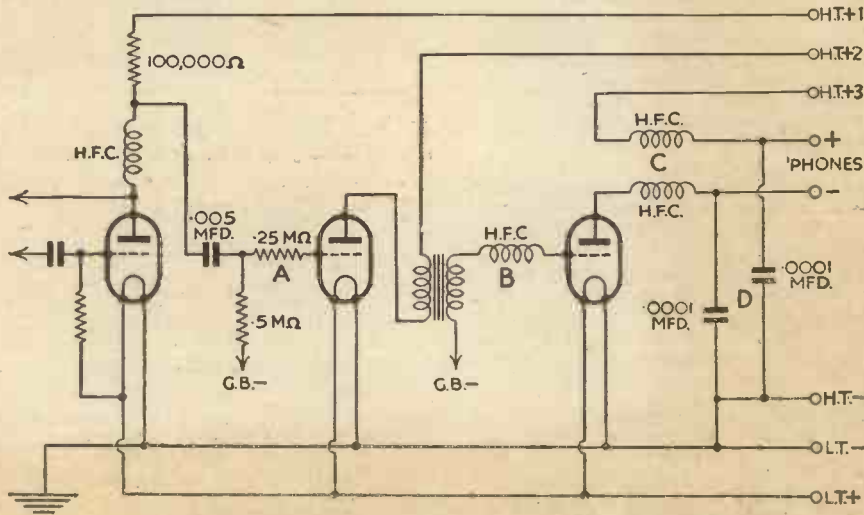 H.T.+1
100,000Ω
H.T.+2
H.T.+3
H.F.C.
H.F.C.
C
+
'PHONES
H.F.C.
-
.005
MFD.
.25 MΩ
A
H.F.C
B
.0001
MFD.
D
.0001
MFD.
.5 MΩ
G.B.-
G.B.-
H.T.-
L.T.-
L.T.+